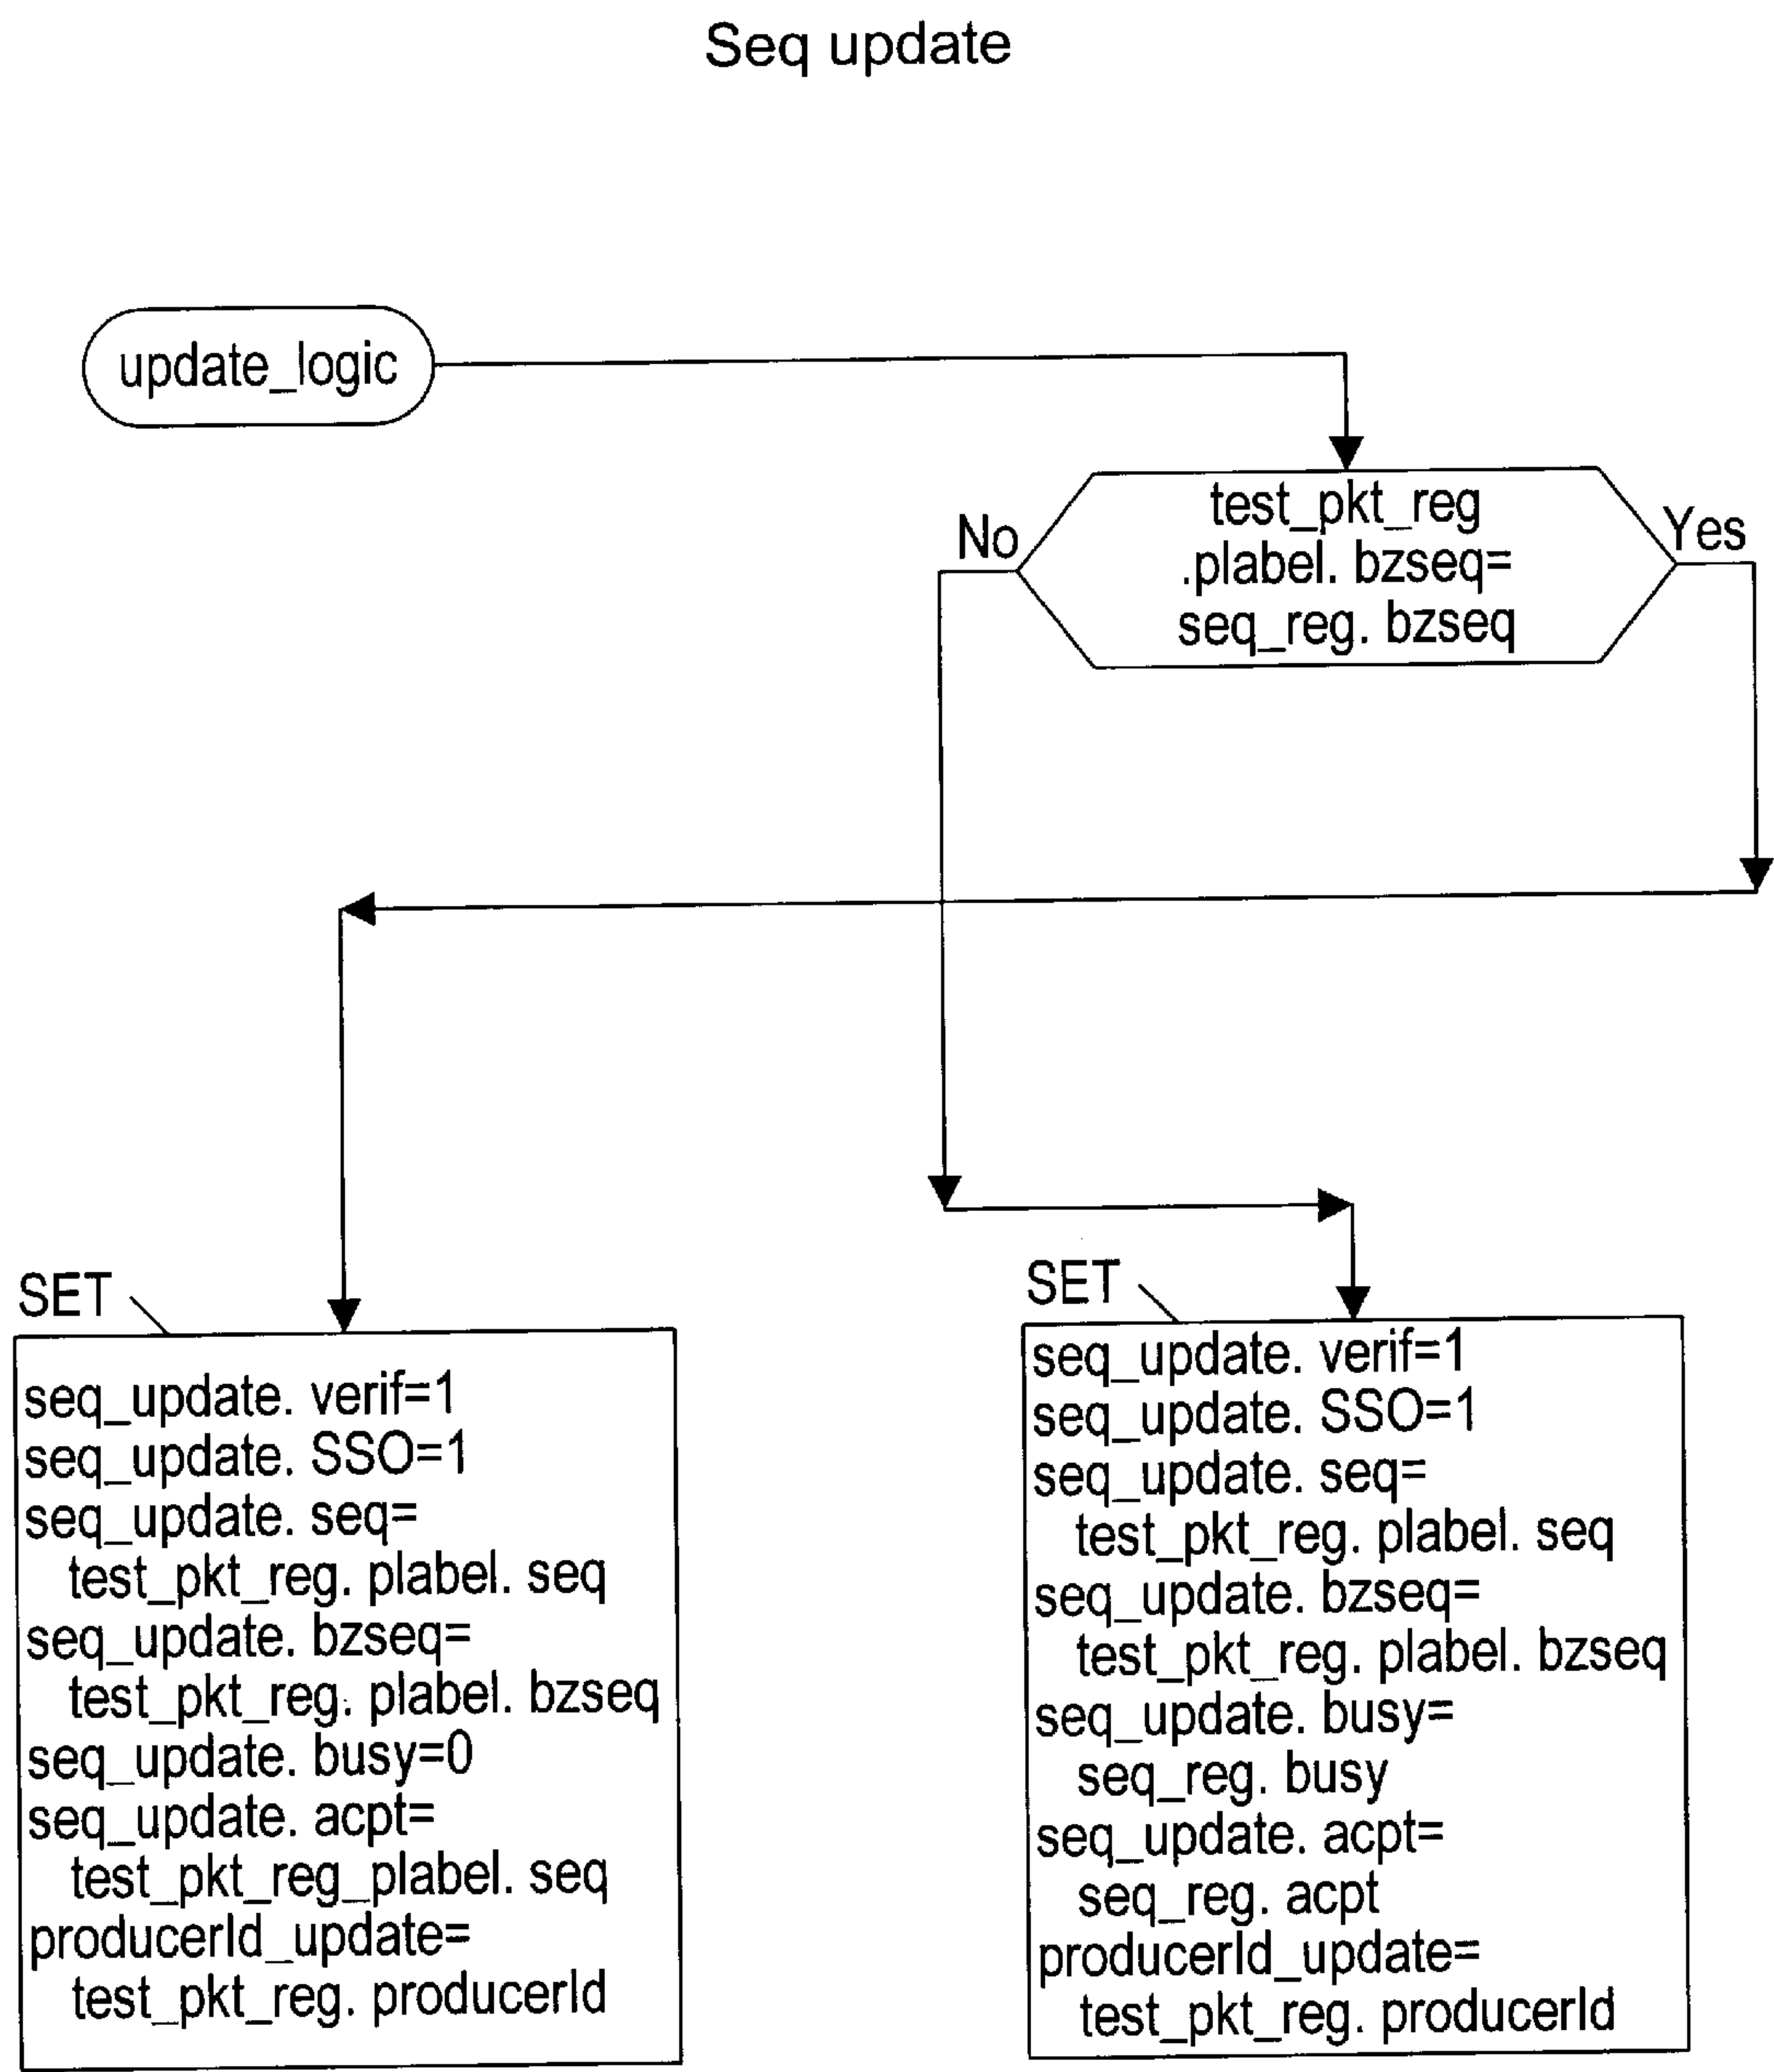 Seq update
update_logic
No
Yes
test_pkt_reg
.plabel. bzseq=
seq_reg. bzseq
SET
seq_update. verif=1
seq_update. SSO=1
seq_update. seq=
test_pkt_reg. plabel. seq
seq_update. bzseq=
test_pkt_reg. plabel. bzseq
seq_update. busy=0
seq_update. acpt=
test_pkt_reg_plabel. seq
producerId_update=
test_pkt_reg. producerId
SET
seq_update. verif=1
seq_update. SSO=1
seq_update. seq=
test_pkt_reg. plabel. seq
seq_update. bzseq=
test_pkt_reg. plabel. bzseq
seq_update. busy=
seq_reg. busy
seq_update. acpt=
seq_reg. acpt
producerId_update=
test_pkt_reg. producerId